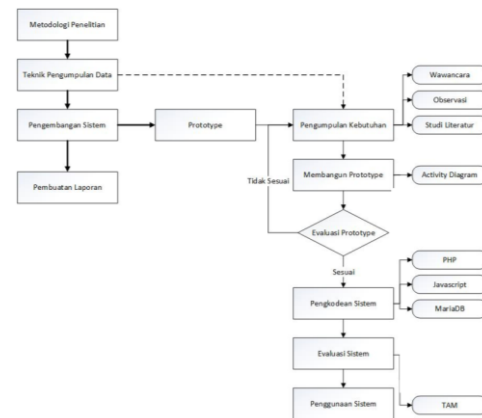 Metodologi Penelitian
Teknik Pengumpulan Data
Wawancara
Observasi
Pengembangan Sistem
Prototype
Pengumpulan Kebutuhan
Studi Literatur
Tidak Sesuai
Membangun Prototype
Activity Diagram
Pembuatan Laporan
Evaluasi Prototype
Sesuai
PHP
Javascript
Pengkodean Sistem
MariaDB
Evaluasi Sistem
Penggunaan Sistem
TAM